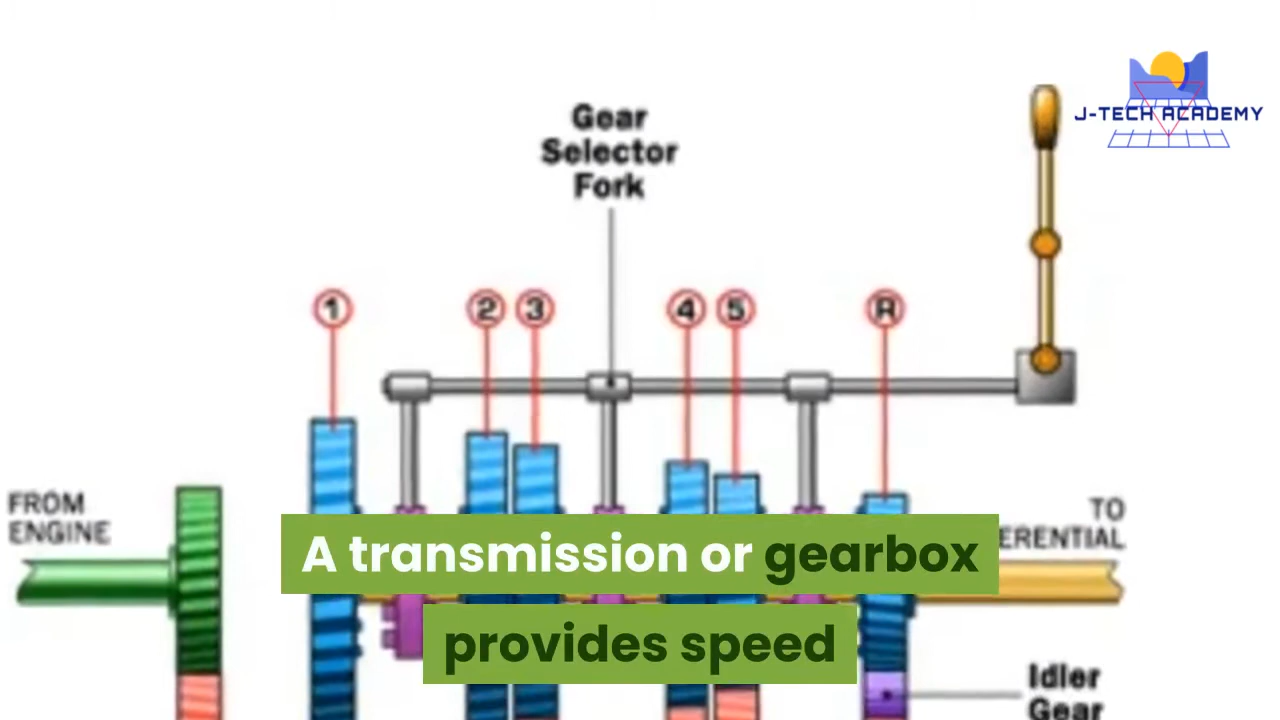 J-TECH ACADEMY
Gear
Selector
Fork
1
2
3
4
5
R
FROM
ENGINE
TO
ERENTIAL
A transmission or gearbox
provides speed
Idler
Gear